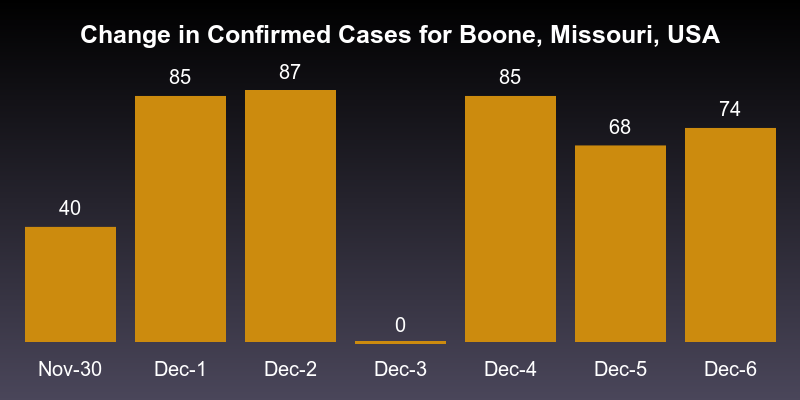 Change in Confirmed Cases for Boone, Missouri, USA
40
85
87
0
85
68
74
Nov-30
Dec-1
Dec-2
Dec-3
Dec-4
Dec-5
Dec-6